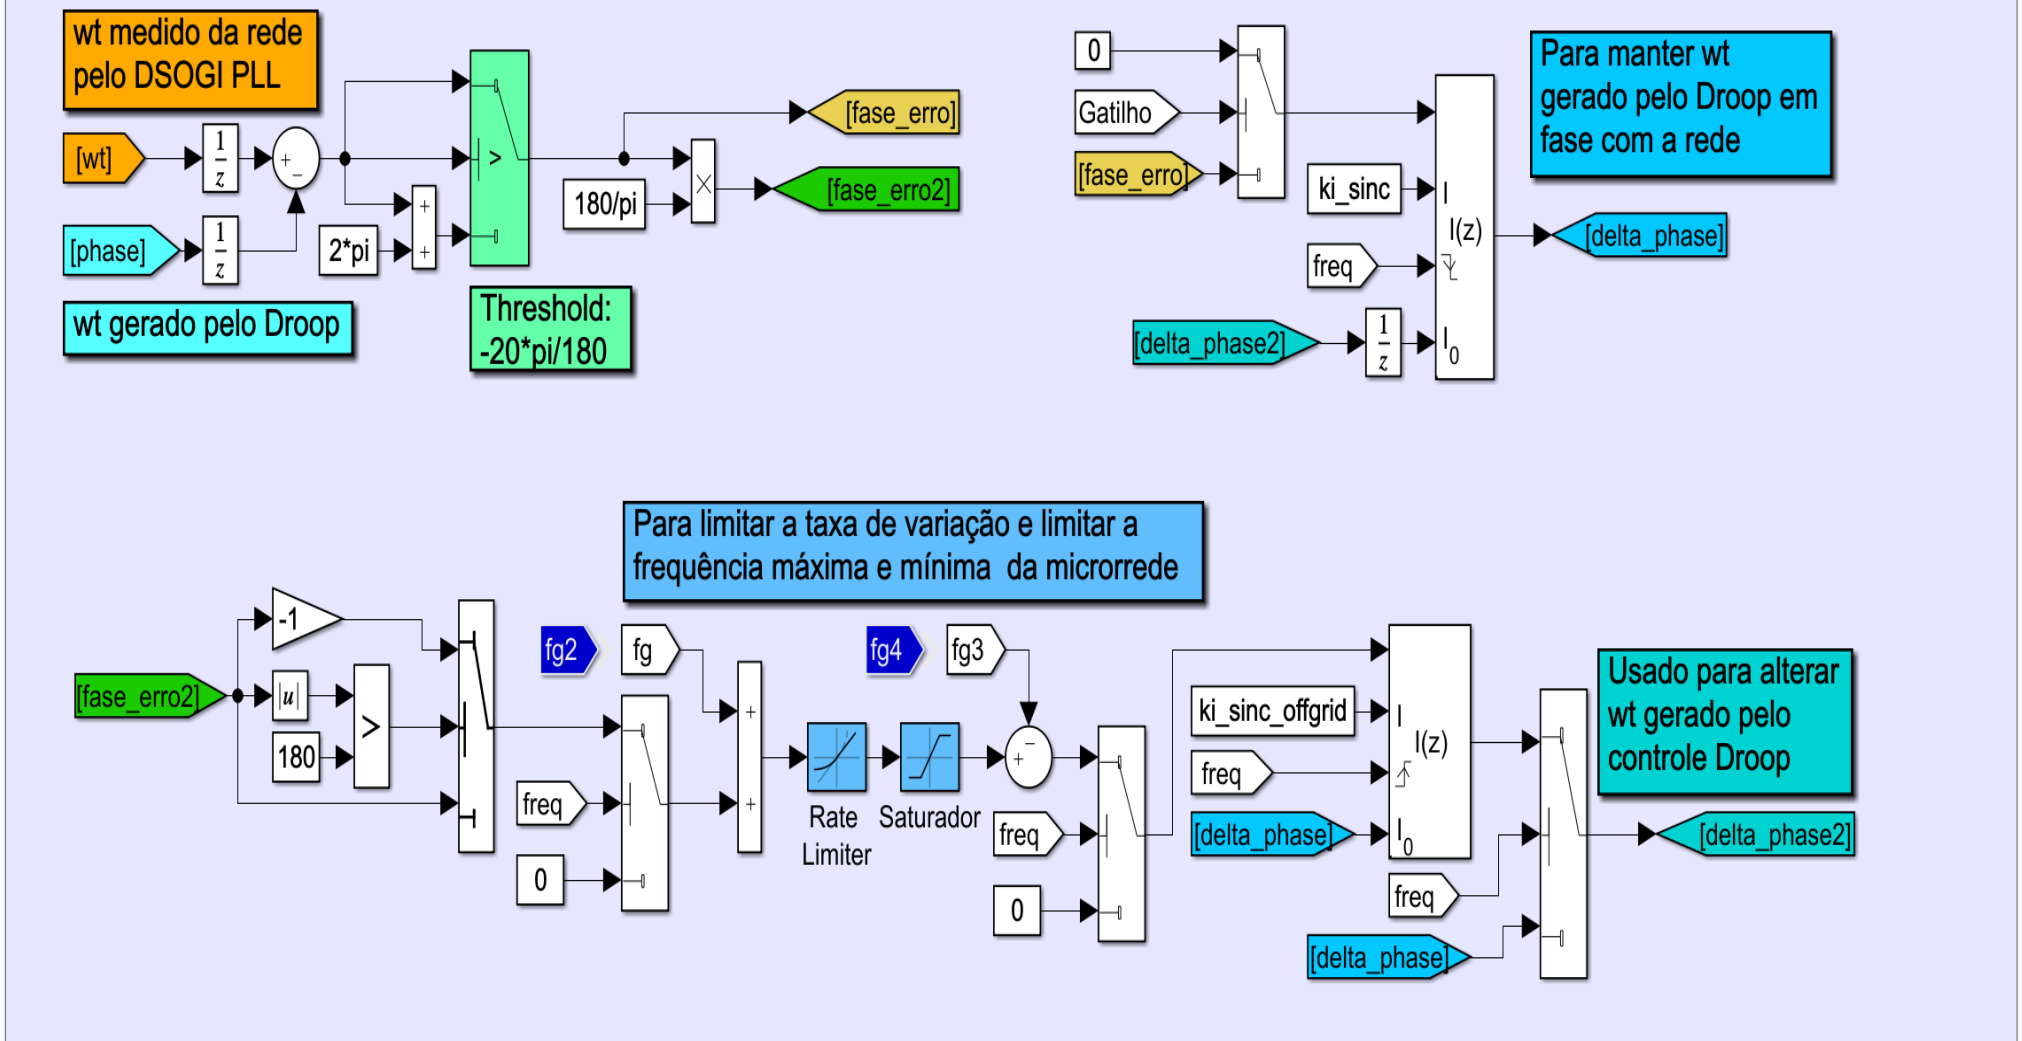 wt medido da rede
pelo DSOGI PLL
[wt]
1
z
+
−
[phase]
1
z
2*pi
+
+
>
wt gerado pelo Droop
Threshold:
-20*pi/180
180/pi
×
[fase_erro]
[fase_erro2]
0
Gatilho
[fase_erro]
ki_sinc
freq
[delta_phase2]
1
z
I
I(z)
I0
[delta_phase]
Para manter wt
gerado pelo Droop em
fase com a rede
Para limitar a taxa de variação e limitar a
frequência máxima e mínima da microrrede
[fase_erro2]
-1
|u|
180
>
fg2
fg
freq
0
+
+
Rate
Limiter
Saturador
fg4
fg3
−
+
freq
0
ki_sinc_offgrid
freq
[delta_phase]
I
I(z)
I0
freq
[delta_phase]
Usado para alterar
wt gerado pelo
controle Droop
[delta_phase2]